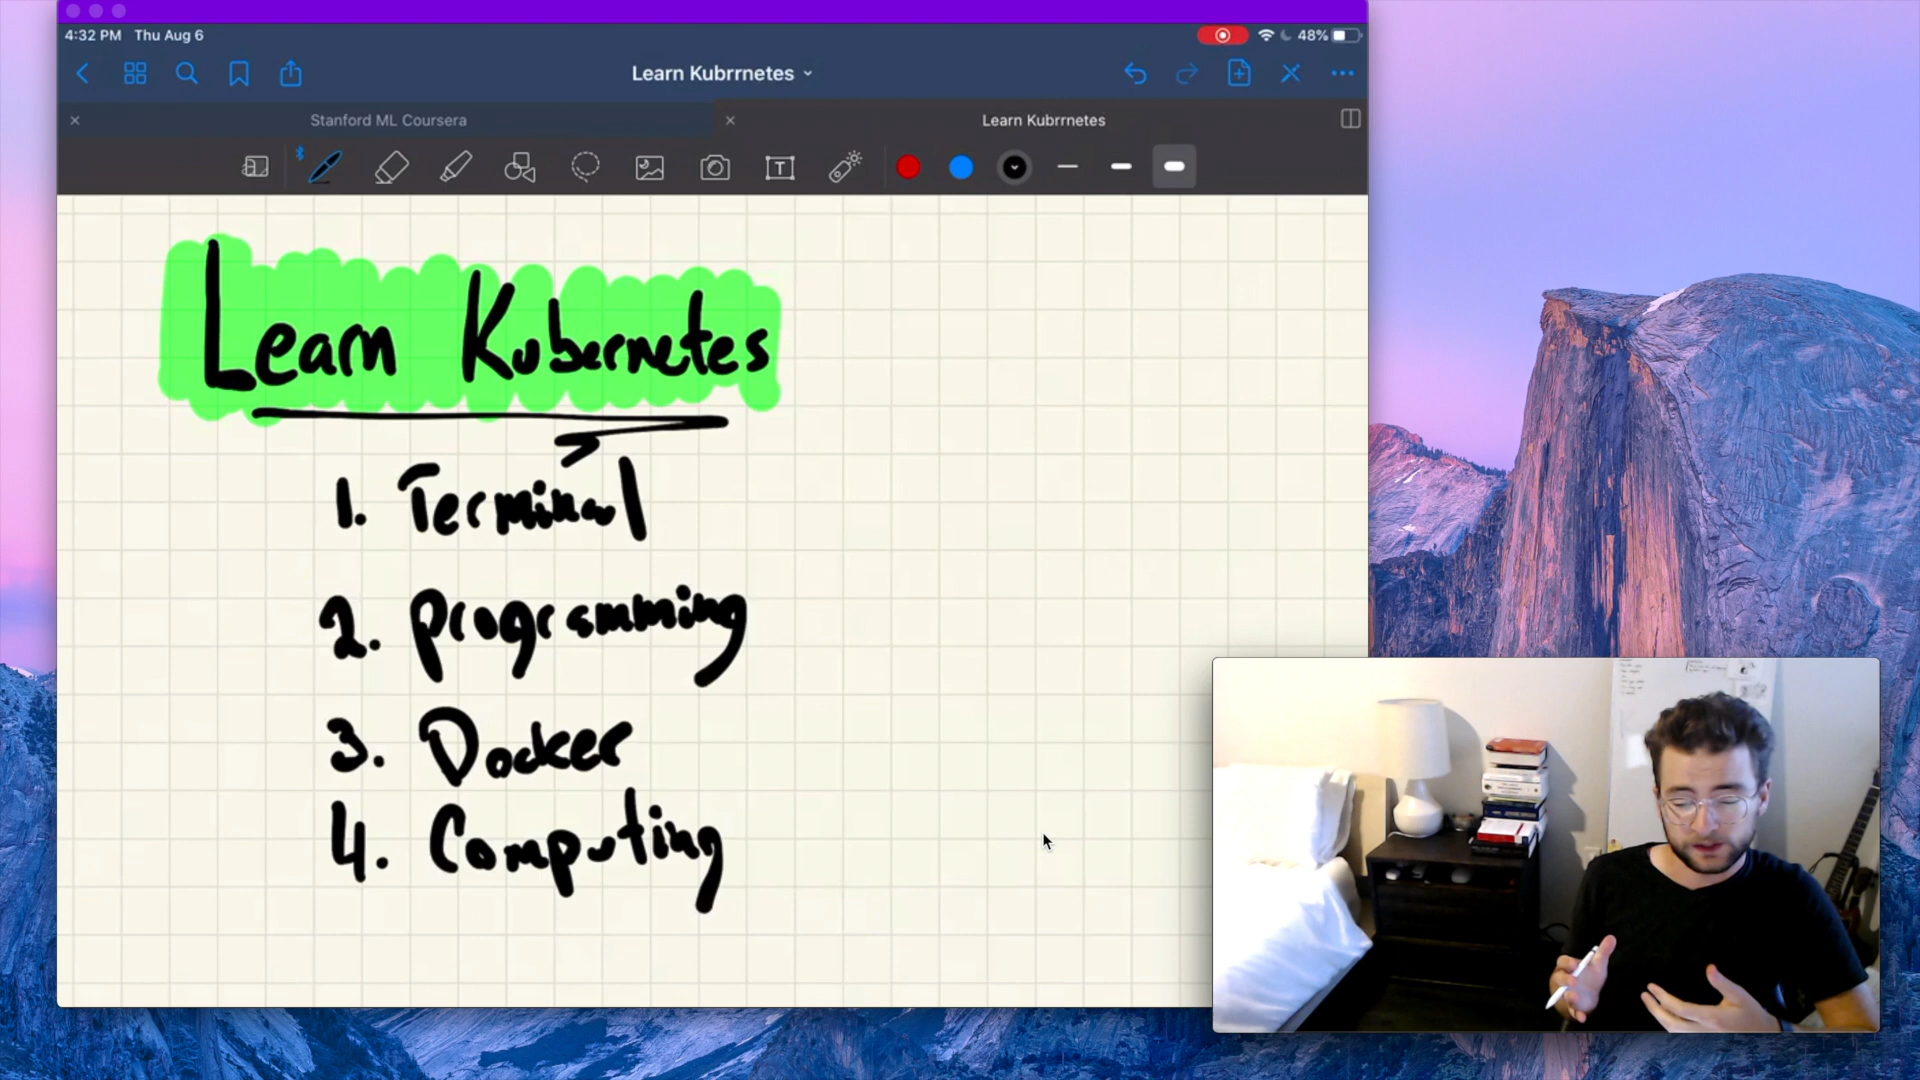 4:32 PM Thu Aug 6
48%
Learn Kubrrnetes
Stanford ML Coursera
Learn Kubrrnetes
T
Learn Kubernetes
1. Terminal
2. Programming
3. Docker
4. Computing